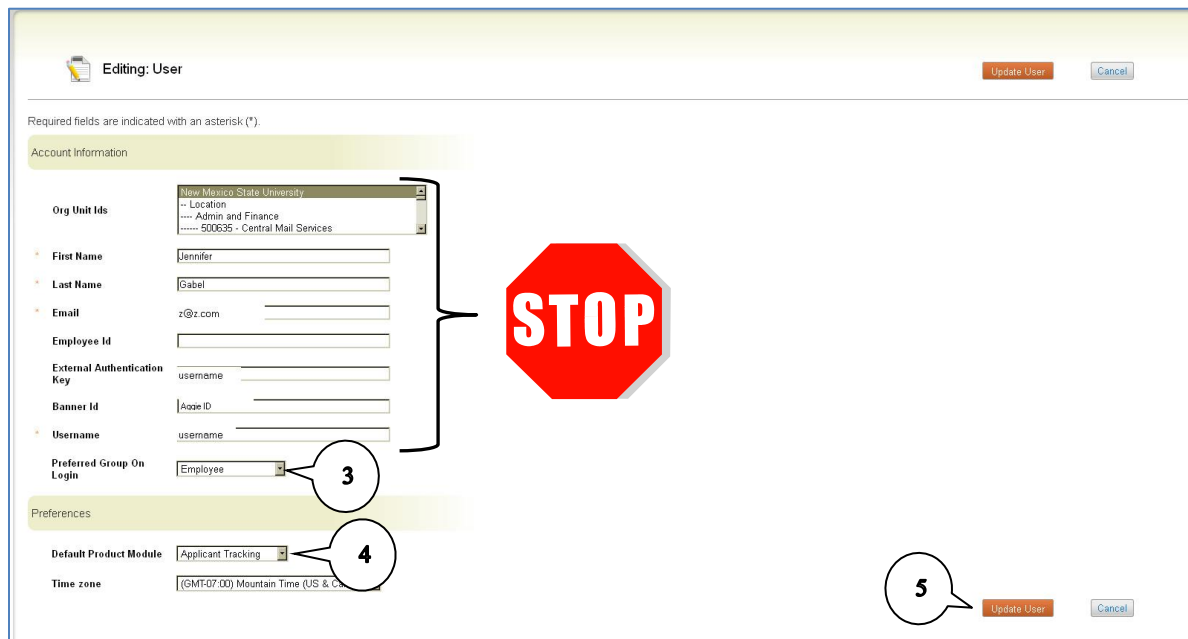 Editing: User
Update User
Cancel
Required fields are indicated with an asterisk (*).
Account Information
Org Unit Ids
New Mexico State University
-- Location
---- Admin and Finance
------ 500635 - Central Mail Services
* First Name
Jennifer
* Last Name
Gabel
* Email
z@z.com
Employee Id
External Authentication
Key
username
Banner Id
Aggie ID
* Username
username
STOP
Preferred Group On
Login
Employee
3
Preferences
Default Product Module
Applicant Tracking
4
Time zone
(GMT-07:00) Mountain Time (US &
5
Update User
Cancel